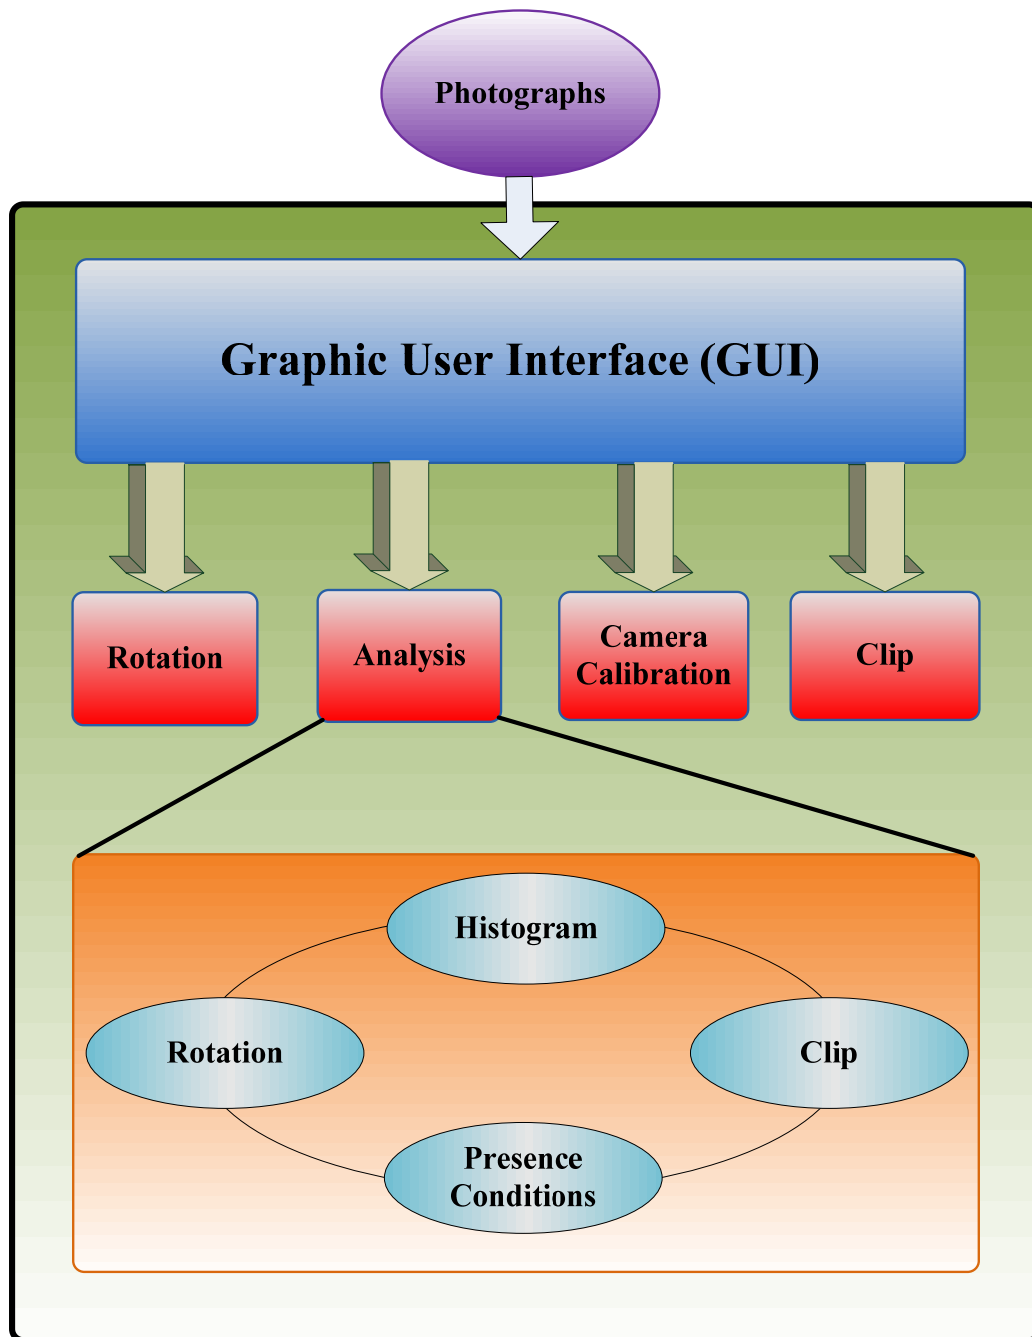 Photographs
Graphic User Interface (GUI)
Rotation
Analysis
Camera
Calibration
Clip
Histogram
Rotation
Clip
Presence
Conditions